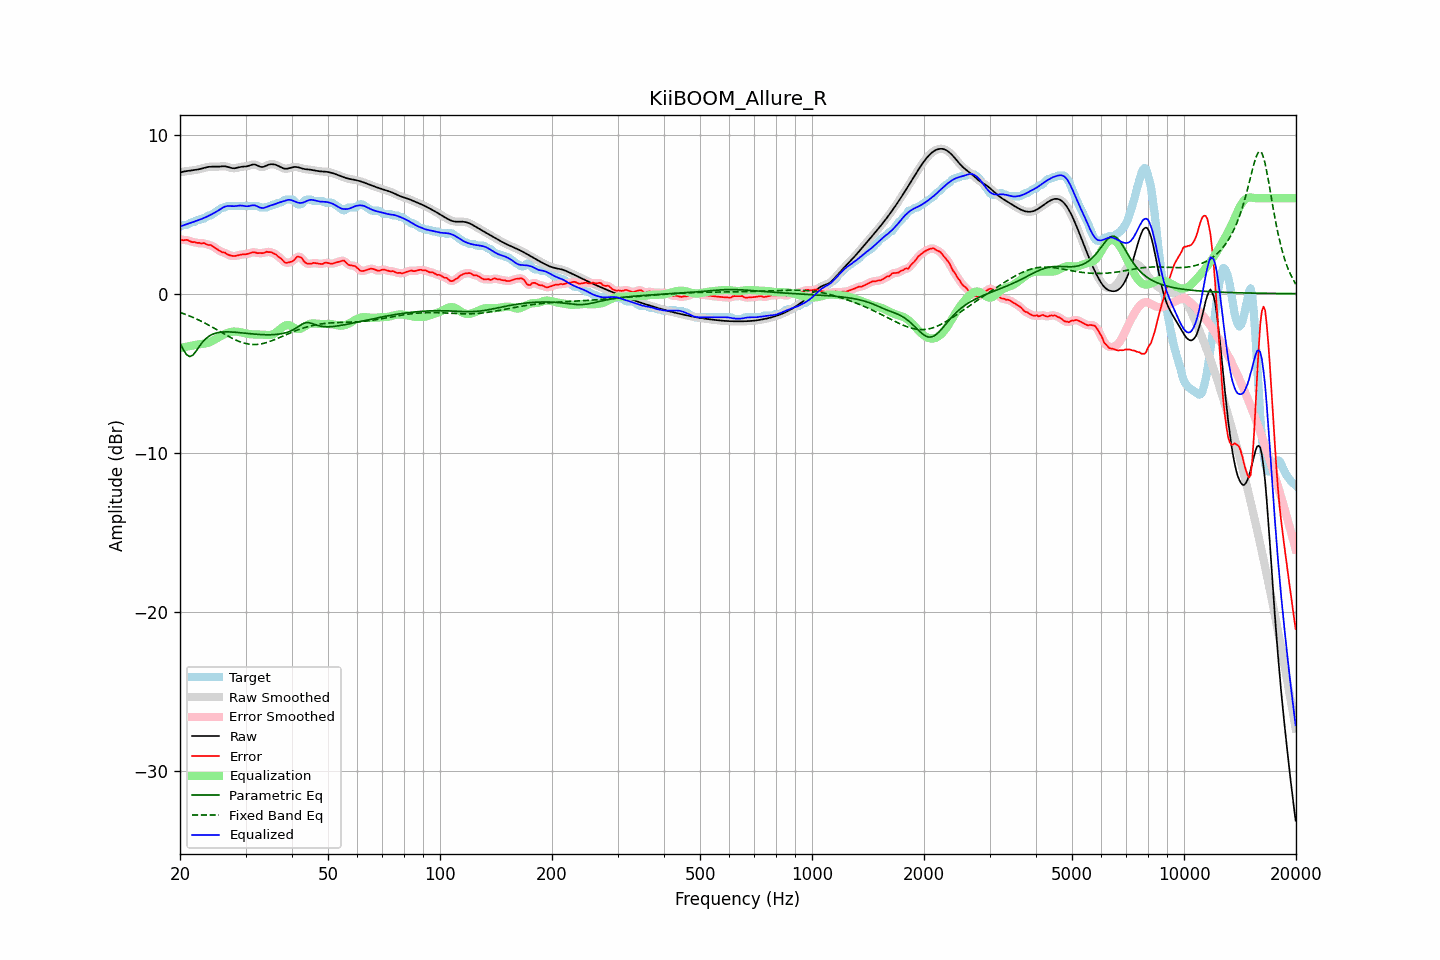 KiiBOOM_Allure_R
Amplitude (dBr)
10
0
−10
−20
−30
Target
Raw Smoothed
Error Smoothed
Raw
Error
Equalization
Parametric Eq
Fixed Band Eq
Equalized
20 50 100 200 500 1000 2000 5000 10000 20000
Frequency (Hz)